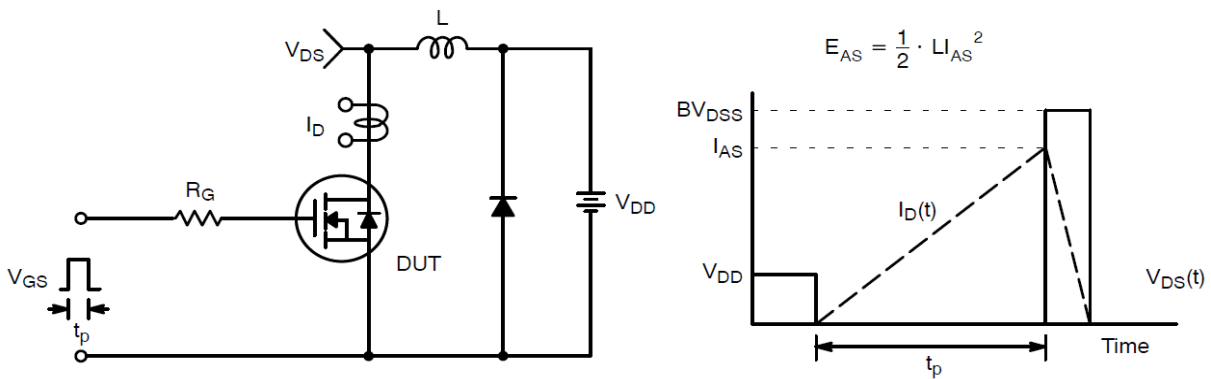 V_DS
L
I_D
R_G
V_DD
DUT
V_GS
t_p
E_AS = 1/2 · LI_AS^2
BV_DSS
I_AS
I_D(t)
V_DD
V_DS(t)
Time
t_p